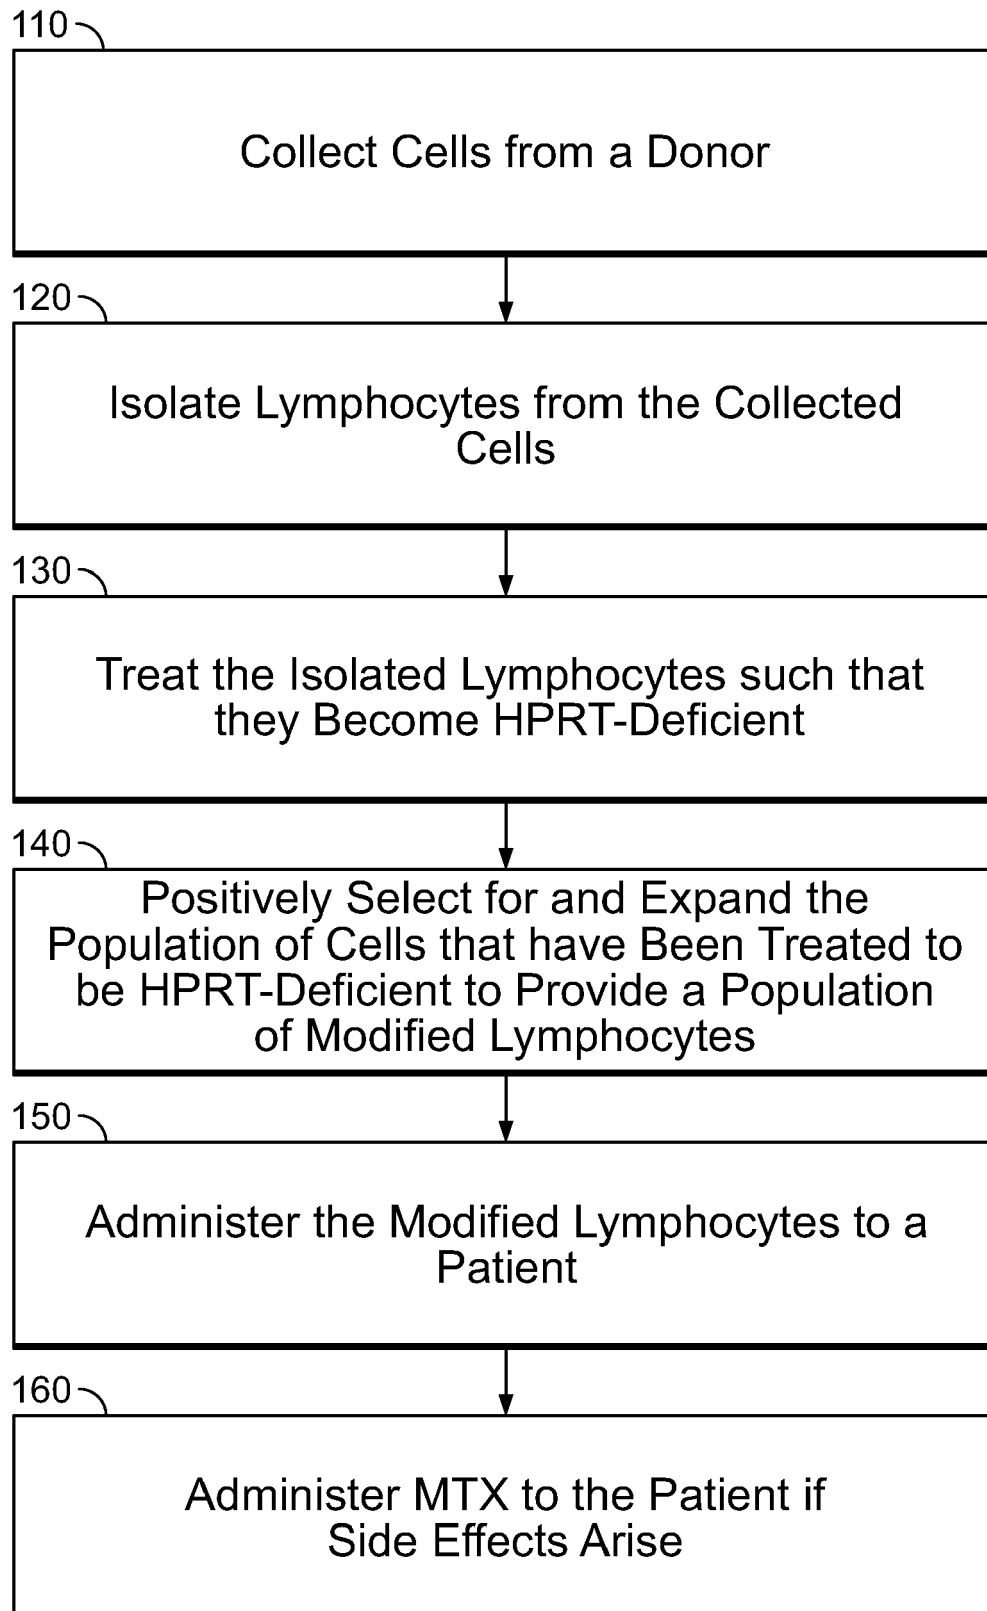 110
Collect Cells from a Donor
120
Isolate Lymphocytes from the Collected
Cells
130
Treat the Isolated Lymphocytes such that
they Become HPRT-Deficient
140
Positively Select for and Expand the
Population of Cells that have Been Treated to
be HPRT-Deficient to Provide a Population
of Modified Lymphocytes
150
Administer the Modified Lymphocytes to a
Patient
160
Administer MTX to the Patient if
Side Effects Arise